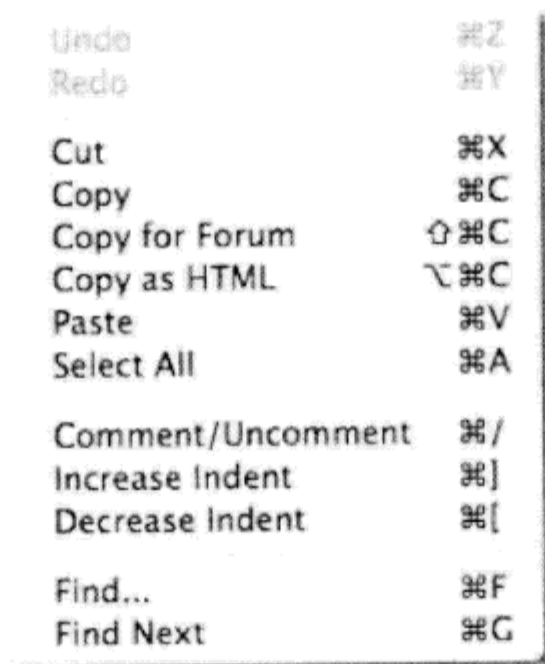 Undo ⌘Z
Redo ⌘Y
Cut ⌘X
Copy ⌘C
Copy for Forum ⇧⌘C
Copy as HTML ⌥⌘C
Paste ⌘V
Select All ⌘A
Comment/Uncomment ⌘/
Increase Indent ⌘]
Decrease Indent ⌘[
Find... ⌘F
Find Next ⌘G